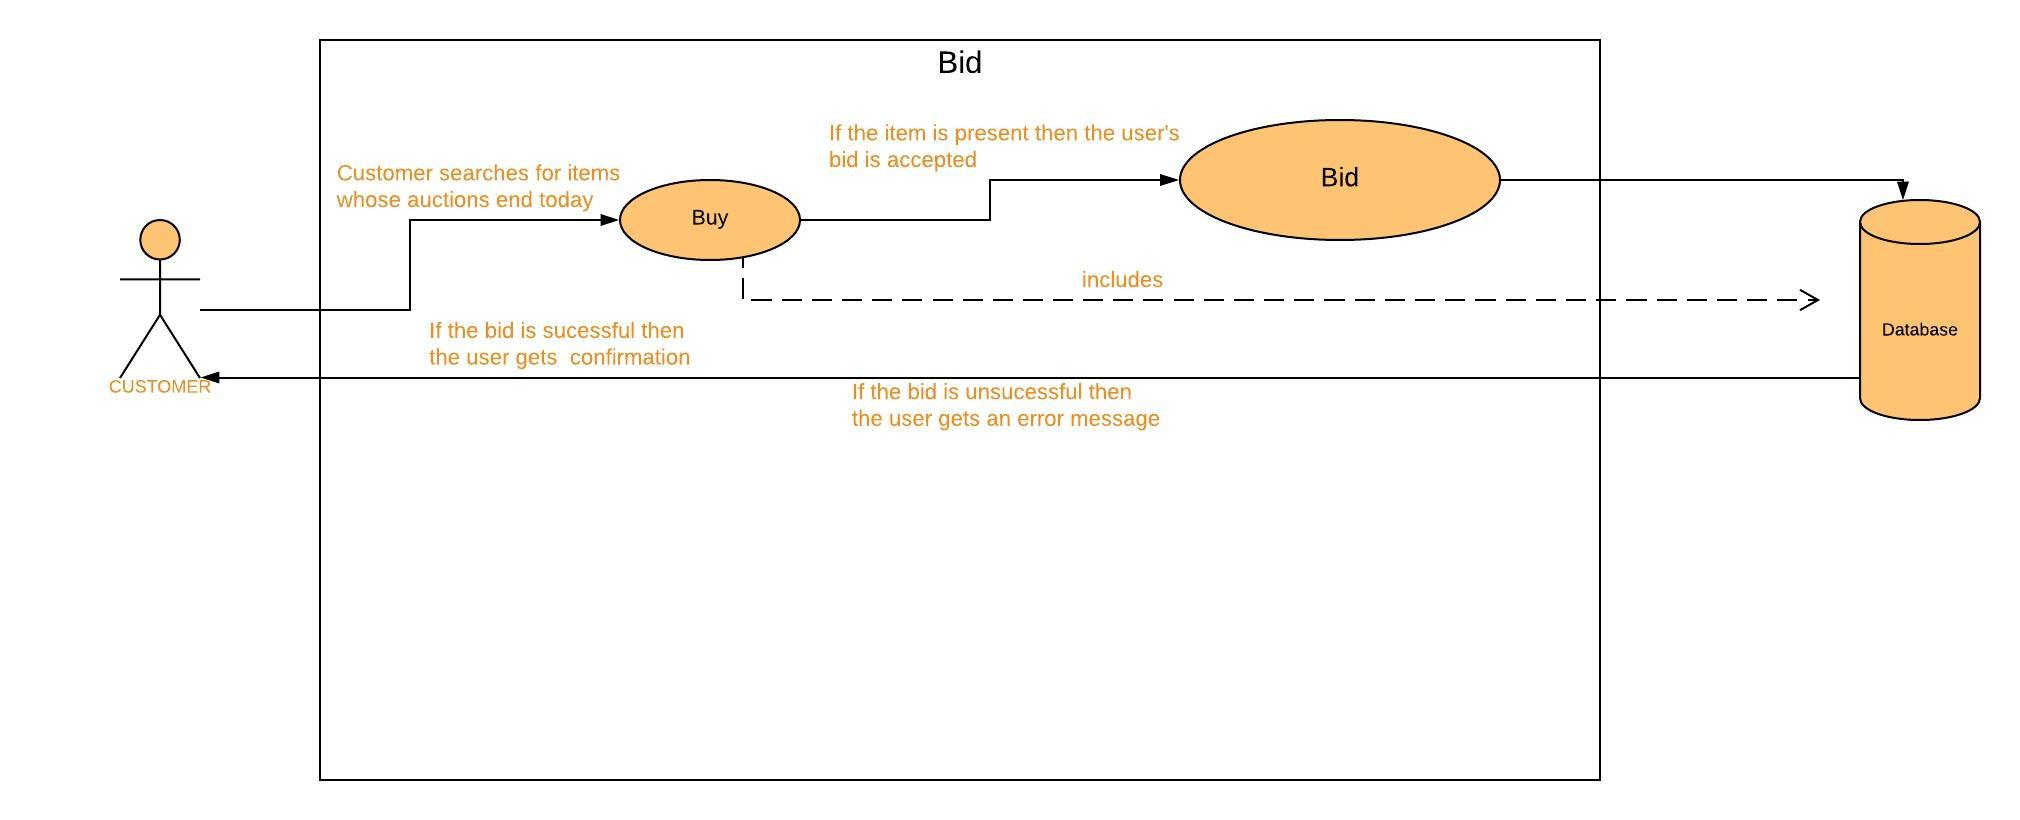 Bid
If the item is present then the user's
bid is accepted
Customer searches for items
whose auctions end today
Bid
Buy
includes
If the bid is sucessful then
the user gets  confirmation
Database
CUSTOMER
If the bid is unsucessful then
the user gets an error message